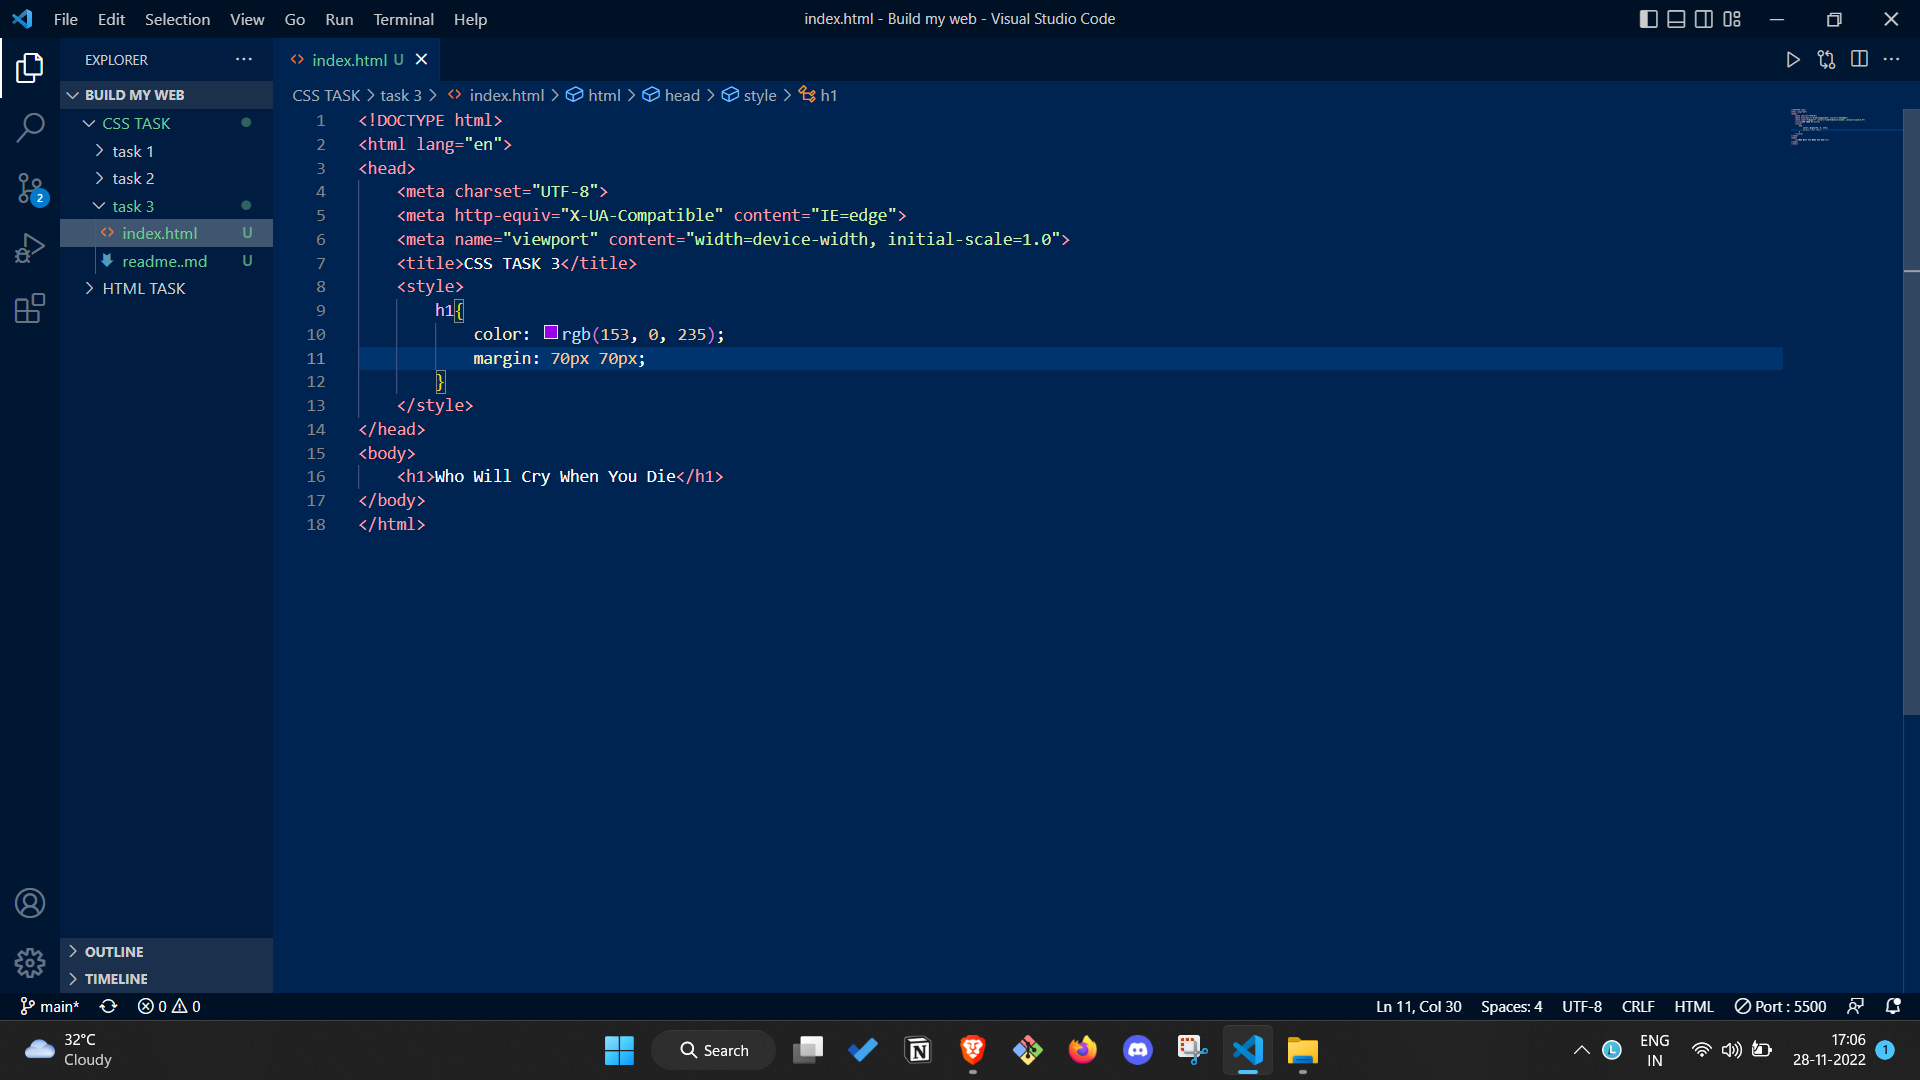 File Edit Selection View Go Run Terminal Help
index.html - Build my web - Visual Studio Code
EXPLORER
BUILD MY WEB
CSS TASK
task 1
task 2
task 3
index.html U
readme..md U
HTML TASK
OUTLINE
TIMELINE
2
index.html U
CSS TASK > task 3 > index.html > html > head > style > h1
1 <!DOCTYPE html>
2 <html lang="en">
3 <head>
4     <meta charset="UTF-8">
5     <meta http-equiv="X-UA-Compatible" content="IE=edge">
6     <meta name="viewport" content="width=device-width, initial-scale=1.0">
7     <title>CSS TASK 3</title>
8     <style>
9         h1{
10             color: rgb(153, 0, 235);
11             margin: 70px 70px;
12         }
13     </style>
14 </head>
15 <body>
16     <h1>Who Will Cry When You Die</h1>
17 </body>
18 </html>
main* 0 0
Ln 11, Col 30 Spaces: 4 UTF-8 CRLF HTML Port : 5500
32°C
Cloudy
Search
ENG
IN
17:06
28-11-2022
1